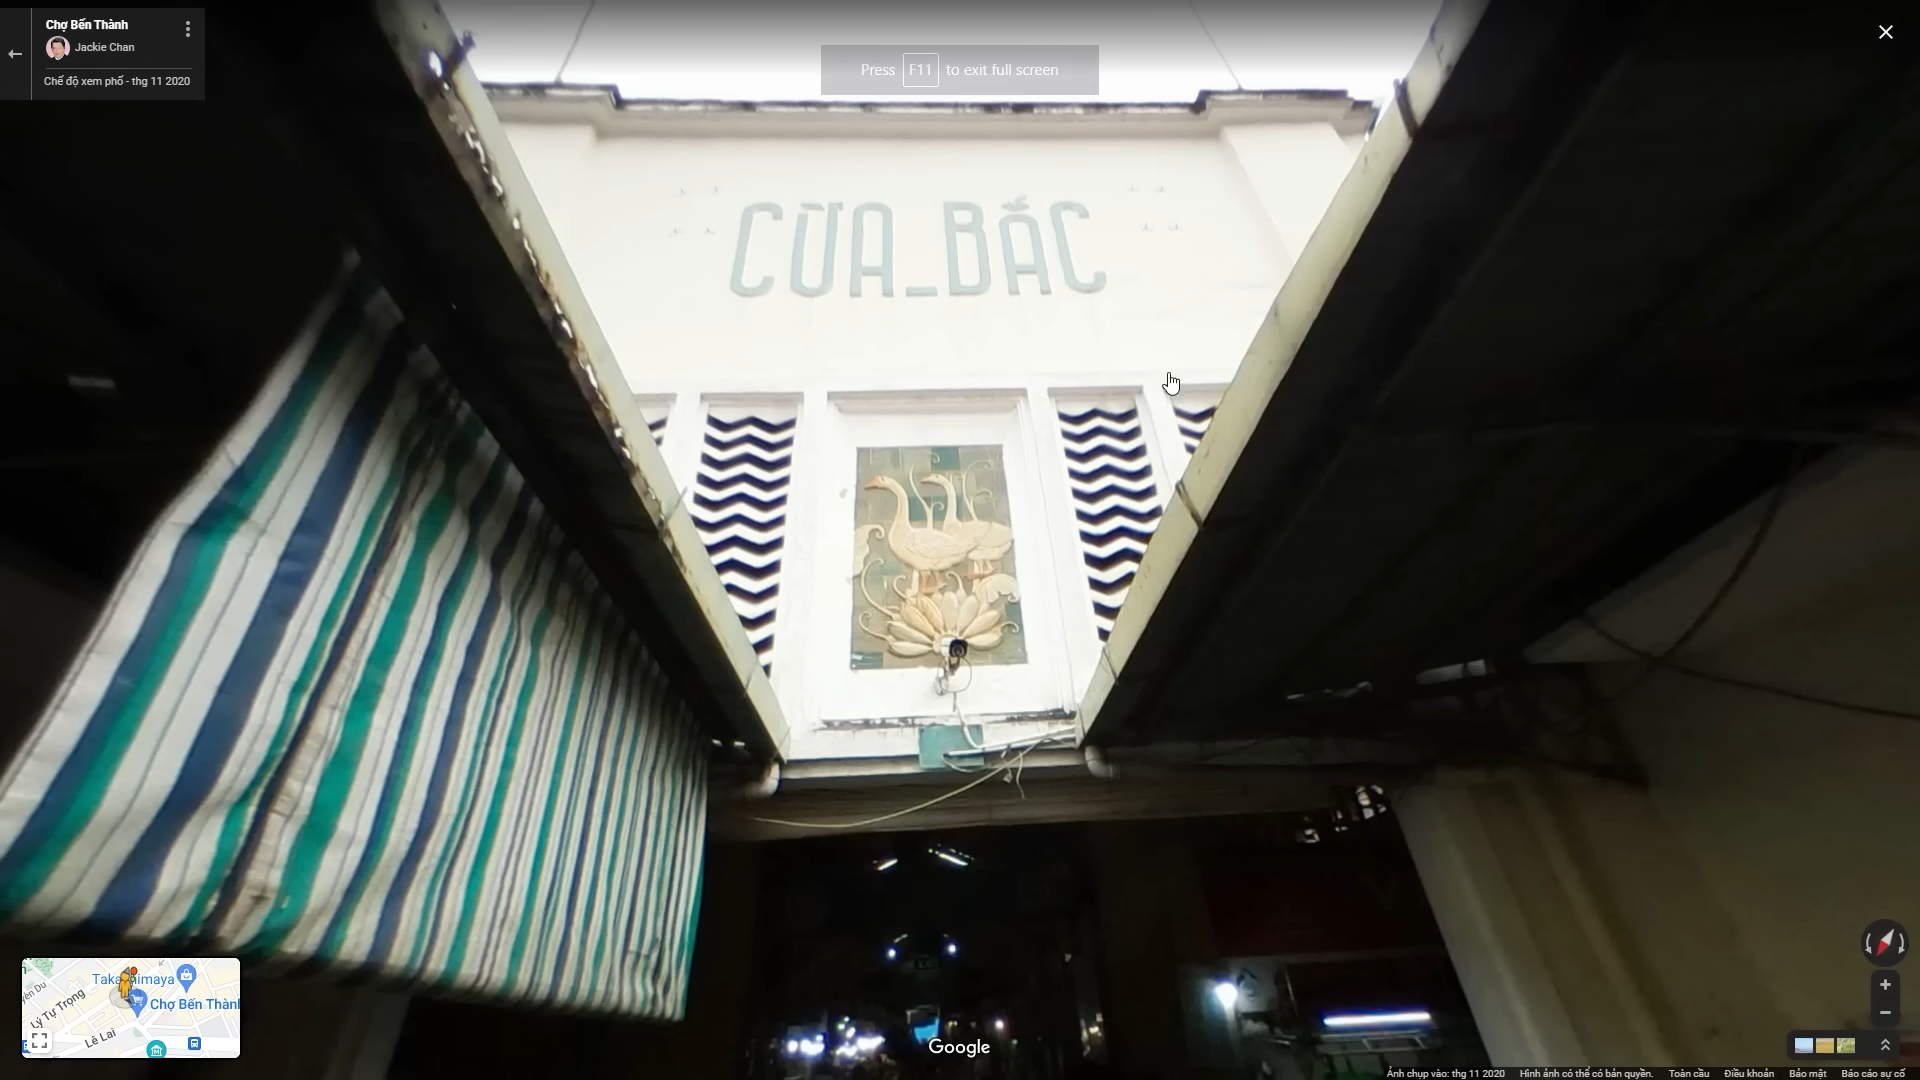 Chợ Bến Thành
Jackie Chan
Chế độ xem phố - thg 11 2020
Press F11 to exit full screen
CỬA_BẮC
Takashimaya
Chợ Bến Thành
Lý Tự Trọng
Lê Lai
Google
Ảnh chụp vào: thg 11 2020 Hình ảnh có thể có bản quyền. Toàn cầu Điều khoản Bảo mật Báo cáo sự cố